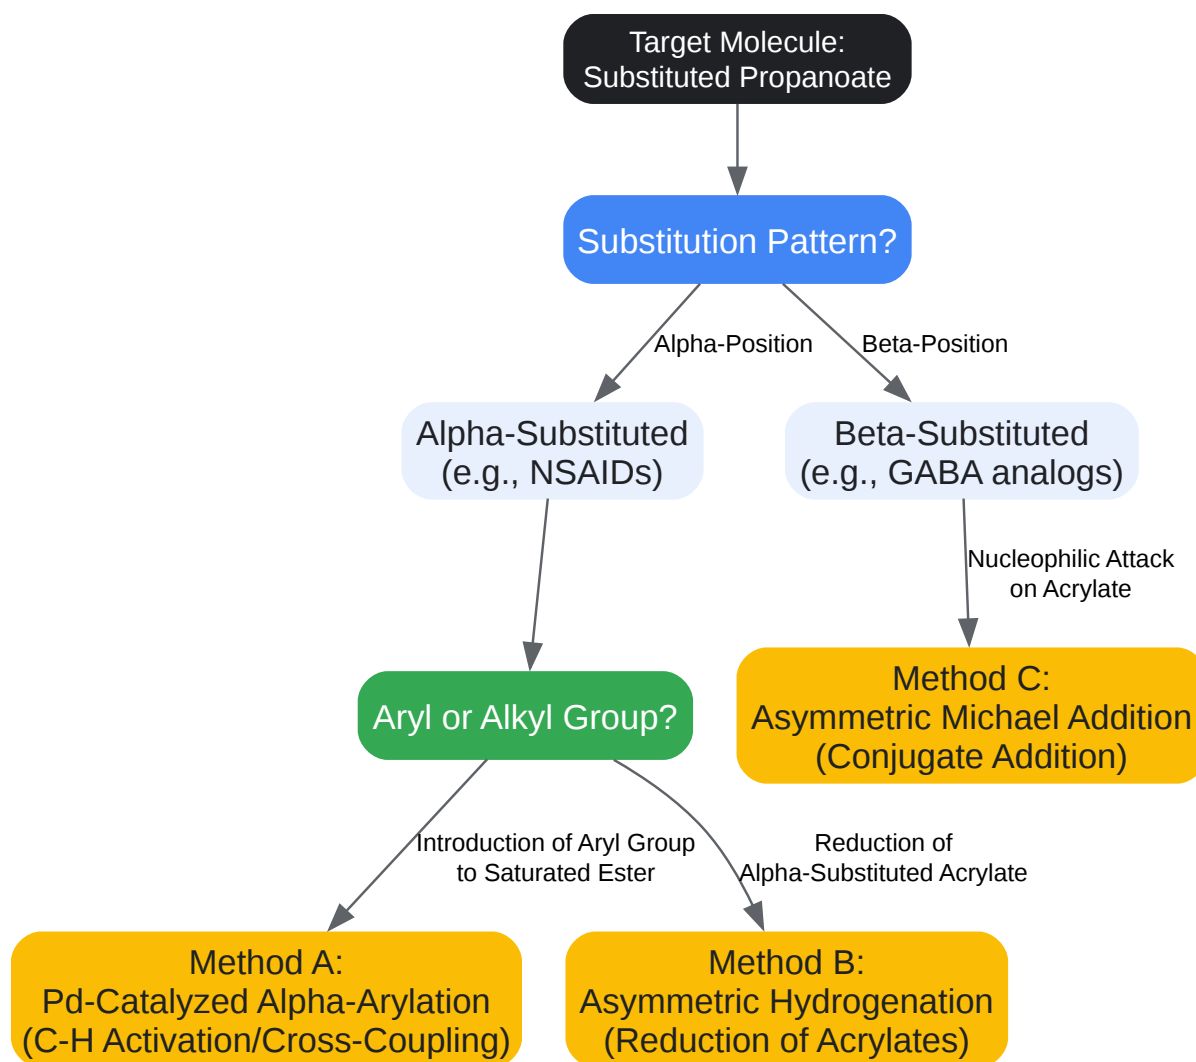 Target Molecule:
Substituted Propanoate
Substitution Pattern?
Alpha-Position
Beta-Position
Alpha-Substituted
(e.g., NSAIDs)
Beta-Substituted
(e.g., GABA analogs)
Nucleophilic Attack
on Acrylate
Aryl or Alkyl Group?
Method C:
Asymmetric Michael Addition
(Conjugate Addition)
Introduction of Aryl Group
to Saturated Ester
Reduction of
Alpha-Substituted Acrylate
Method A:
Pd-Catalyzed Alpha-Arylation
(C-H Activation/Cross-Coupling)
Method B:
Asymmetric Hydrogenation
(Reduction of Acrylates)